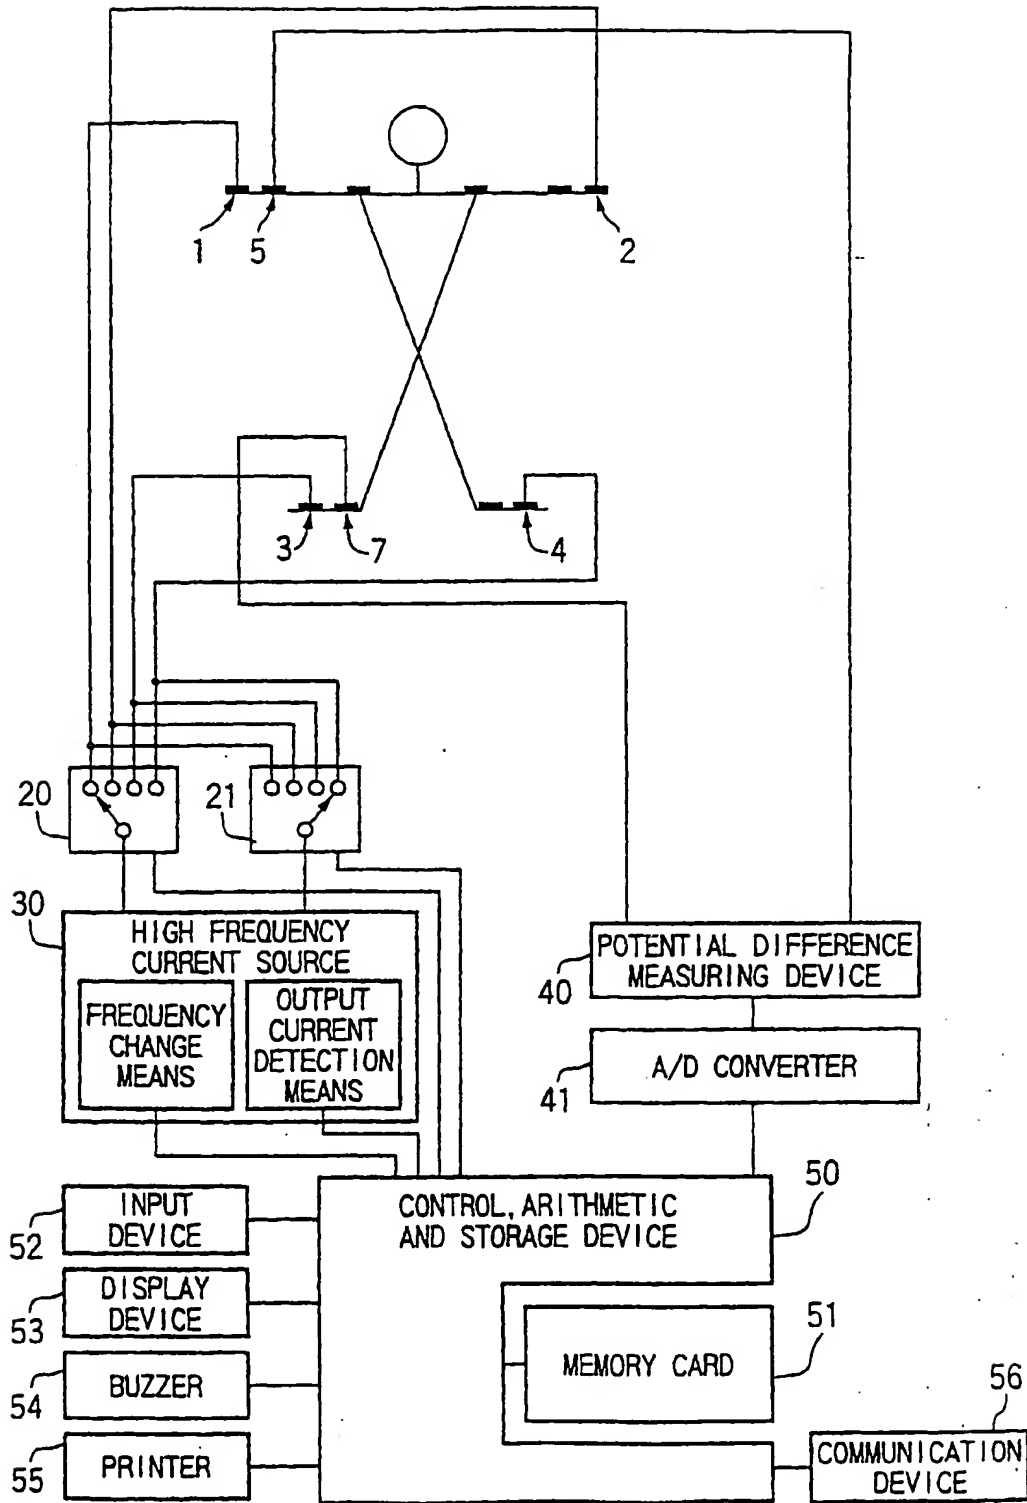 1
5
2
3
7
4
20
21
30
HIGH FREQUENCY
CURRENT SOURCE
FREQUENCY
CHANGE
MEANS
OUTPUT
CURRENT
DETECTION
MEANS
POTENTIAL DIFFERENCE
MEASURING DEVICE
40
A/D CONVERTER
41
50
CONTROL, ARITHMETIC
AND STORAGE DEVICE
INPUT
DEVICE
52
DISPLAY
DEVICE
53
BUZZER
54
PRINTER
55
MEMORY CARD
51
56
COMMUNICATION
DEVICE